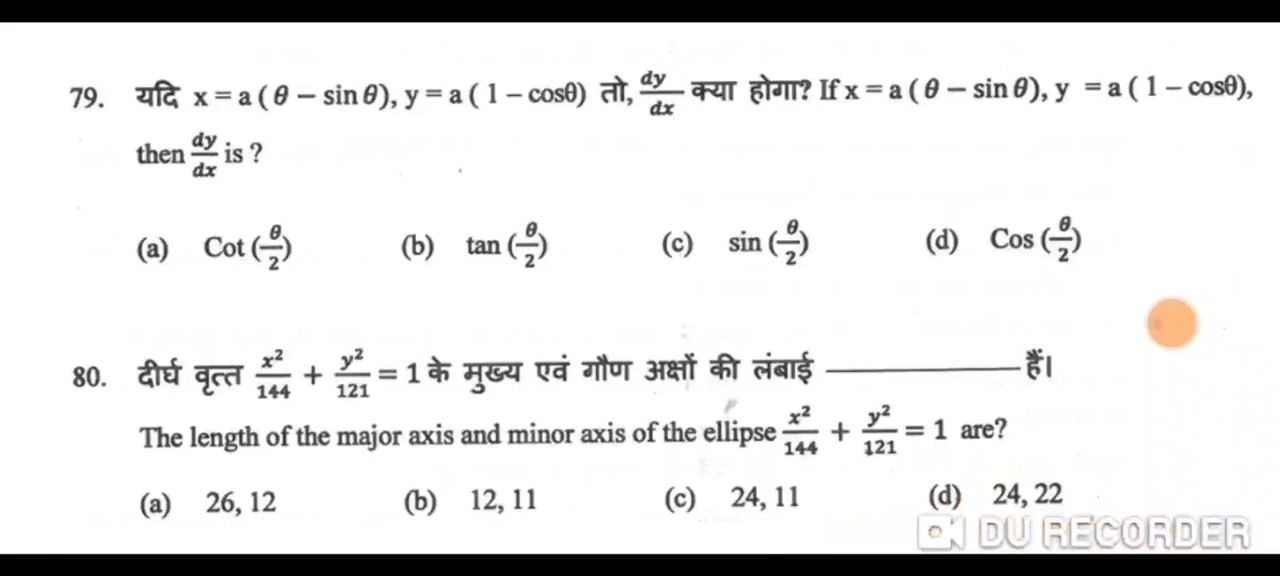 79. यदि x = a ( θ – sin θ ), y = a ( 1 – cosθ) तो, dy/dx क्या होगा? If x = a ( θ – sin θ ), y = a ( 1 – cosθ),
then dy/dx is ?
(a) Cot (θ/2) (b) tan (θ/2) (c) sin (θ/2) (d) Cos (θ/2)
80. दीर्घ वृत्त x²/144 + y²/121 = 1 के मुख्य एवं गौण अक्षों की लंबाई ___________ हैं।
The length of the major axis and minor axis of the ellipse x²/144 + y²/121 = 1 are?
(a) 26, 12 (b) 12, 11 (c) 24, 11 (d) 24, 22
DU RECORDER